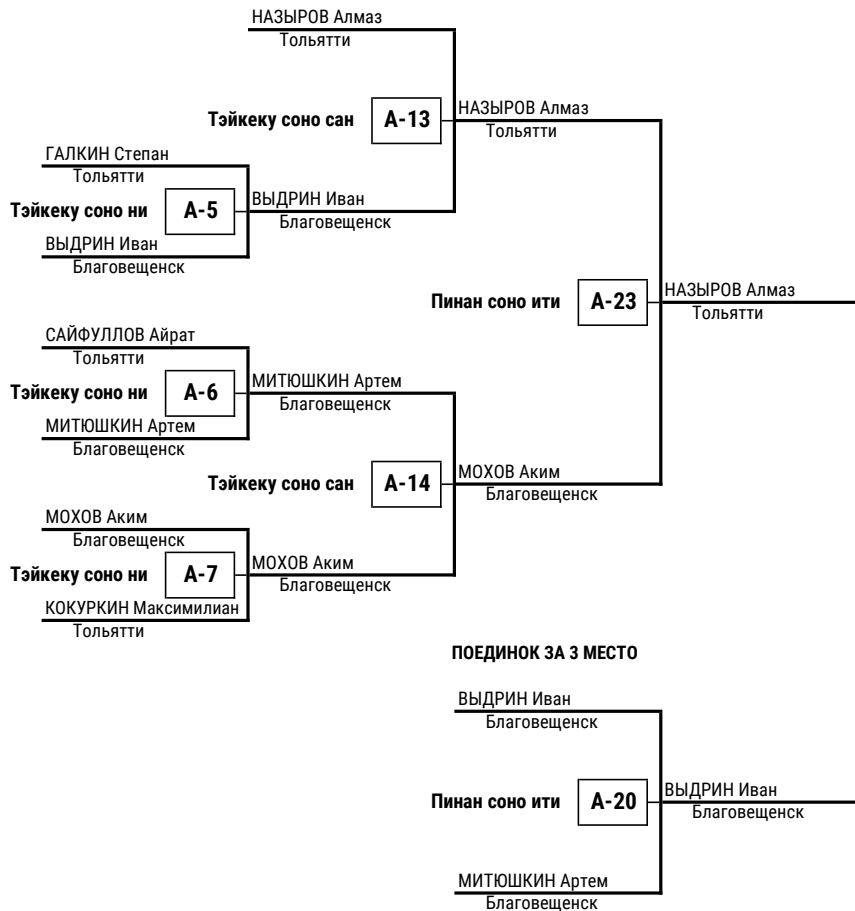 НАЗЫРОВ Алмаз
Тольятти
Тэйкеку соно сан
А-13
НАЗЫРОВ Алмаз
Тольятти
ГАЛКИН Степан
Тольятти
Тэйкеку соно ни
А-5
ВЫДРИН Иван
Благовещенск
ВЫДРИН Иван
Благовещенск
Пинан соно ити
А-23
НАЗЫРОВ Алмаз
Тольятти
САЙФУЛЛОВ Айрат
Тольятти
Тэйкеку соно ни
А-6
МИТЮШКИН Артем
Благовещенск
МИТЮШКИН Артем
Благовещенск
Тэйкеку соно сан
А-14
МОХОВ Аким
Благовещенск
МОХОВ Аким
Благовещенск
Тэйкеку соно ни
А-7
МОХОВ Аким
Благовещенск
КОКУРКИН Максимилиан
Тольятти
ПОЕДИНОК ЗА 3 МЕСТО
ВЫДРИН Иван
Благовещенск
Пинан соно ити
А-20
ВЫДРИН Иван
Благовещенск
МИТЮШКИН Артем
Благовещенск